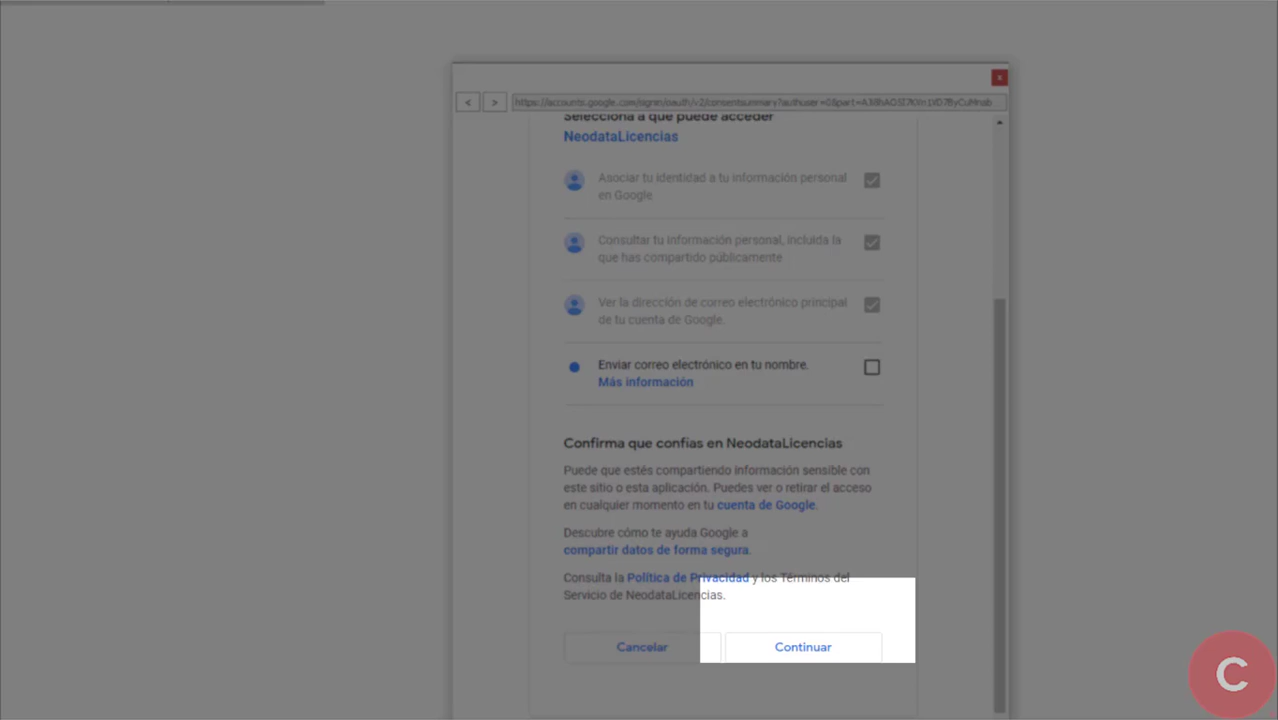 < > https://accounts.google.com/signin/oauth/v2/consentsummary?authuser=0&part=
Selecciona a qué puede acceder
NeodataLicencias
Asociar tu identidad a tu información personal
en Google
Consultar tu información personal, incluida la
que has compartido públicamente
Ver la dirección de correo electrónico principal
de tu cuenta de Google.
Enviar correo electrónico en tu nombre.
Más información
Confirma que confías en NeodataLicencias
Puede que estés compartiendo información sensible con
este sitio o esta aplicación. Puedes ver o retirar el acceso
en cualquier momento en tu cuenta de Google.
Descubre cómo te ayuda Google a
compartir datos de forma segura.
Consulta la Política de Privacidad y los Términos del
Servicio de NeodataLicencias.
Cancelar Continuar
C